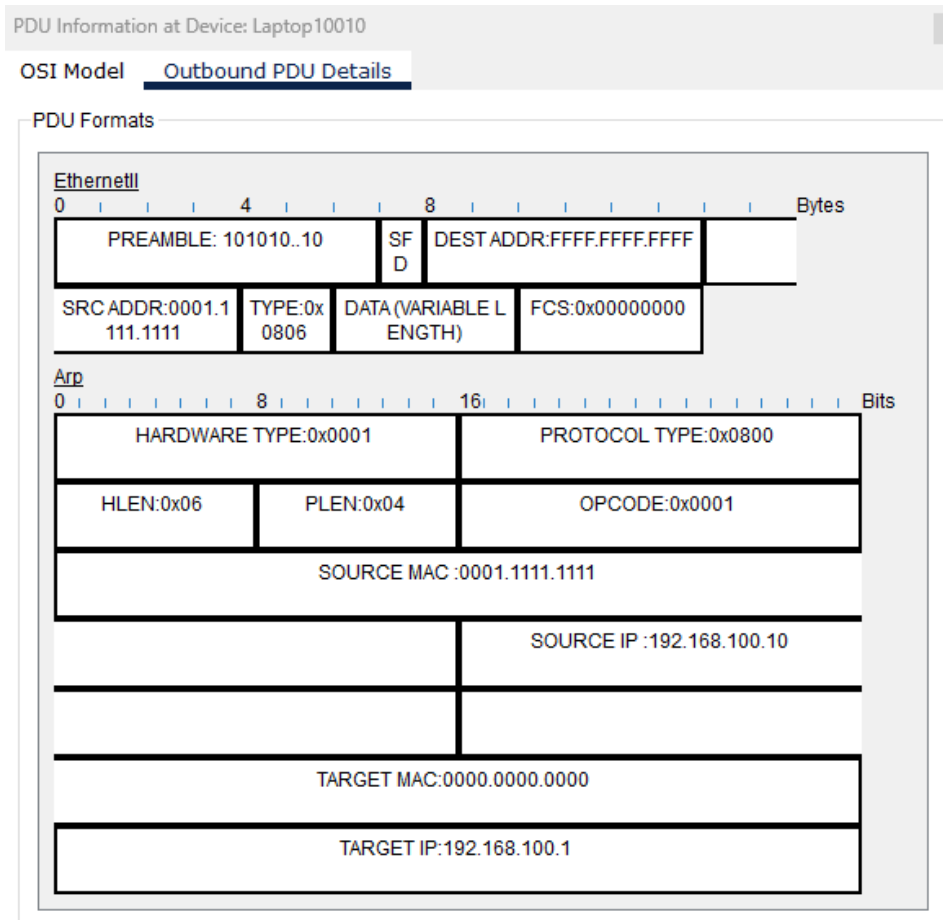 PDU Information at Device: Laptop10010
OSI Model Outbound PDU Details
PDU Formats
EthernetII
0 4 8 Bytes
PREAMBLE: 101010..10 SF DEST ADDR:FFFF.FFFF.FFFF
D
SRC ADDR:0001.1 TYPE:0x DATA (VARIABLE L FCS:0x00000000
111.1111 0806 ENGTH)
Arp
0 8 16 Bits
HARDWARE TYPE:0x0001 PROTOCOL TYPE:0x0800
HLEN:0x06 PLEN:0x04 OPCODE:0x0001
SOURCE MAC :0001.1111.1111
SOURCE IP :192.168.100.10
TARGET MAC:0000.0000.0000
TARGET IP:192.168.100.1